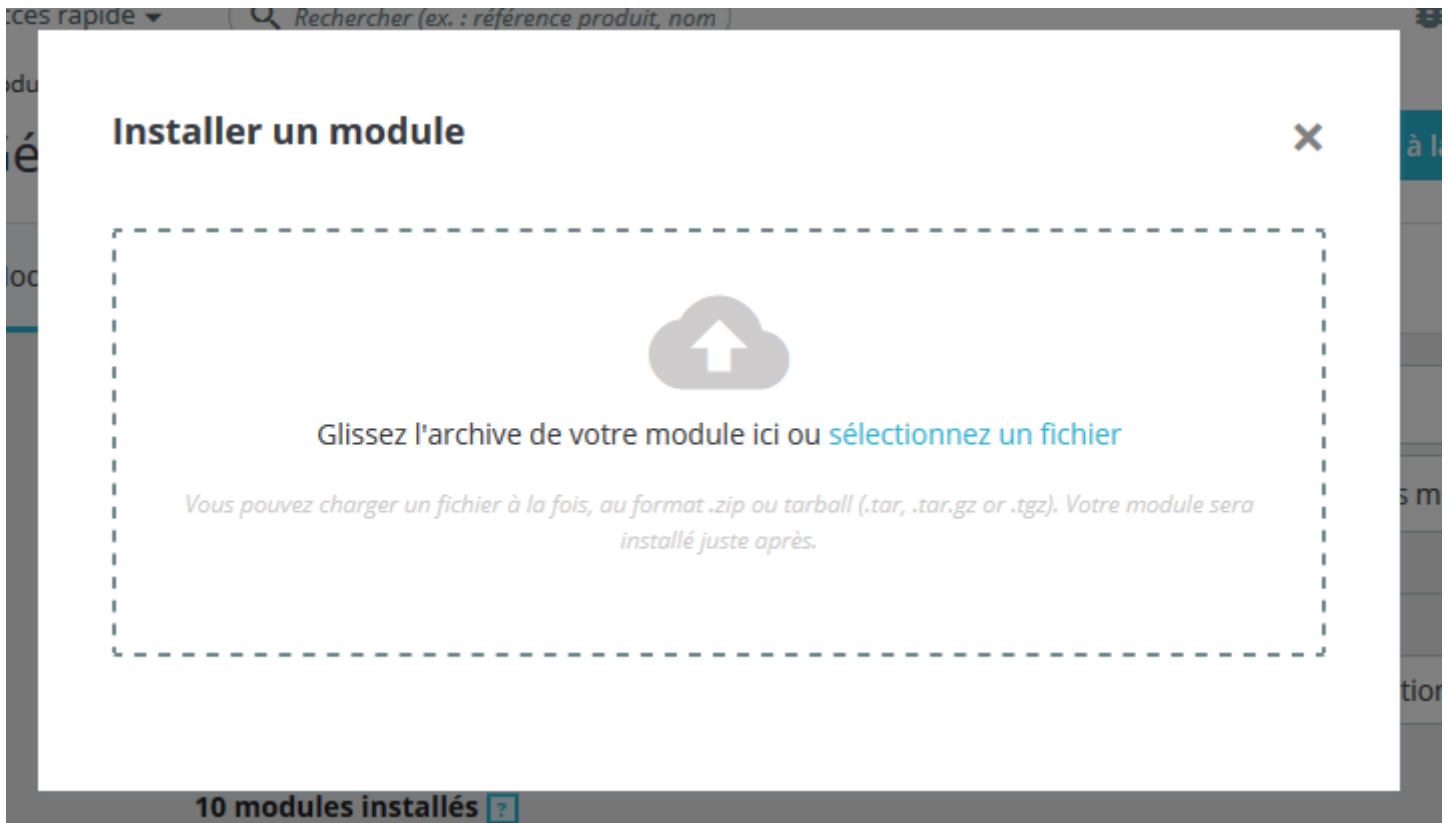 rapide
Rechercher (ex. : référence produit, nom
Installer un module
à
Glissez l'archive de votre module ici ou sélectionnez un fichier
Vous pouvez charger un fichier à la fois, au format .zip ou tarball (.tar, .tar.gz or .tgz). Votre module sera
installé juste après.
10 modules installés ?